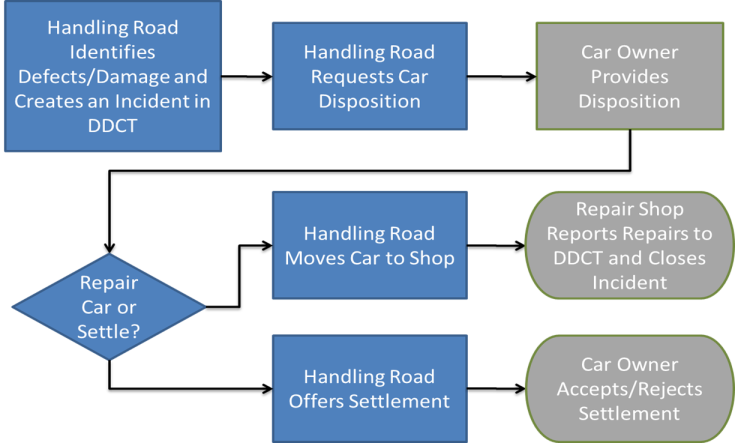 Handling Road
Identifies
Defects/Damage and
Creates an Incident in
DDCT
Handling Road
Requests Car
Disposition
Car Owner
Provides
Disposition
Repair
Car or
Settle?
Handling Road
Moves Car to Shop
Repair Shop
Reports Repairs to
DDCT and Closes
Incident
Handling Road
Offers Settlement
Car Owner
Accepts/Rejects
Settlement